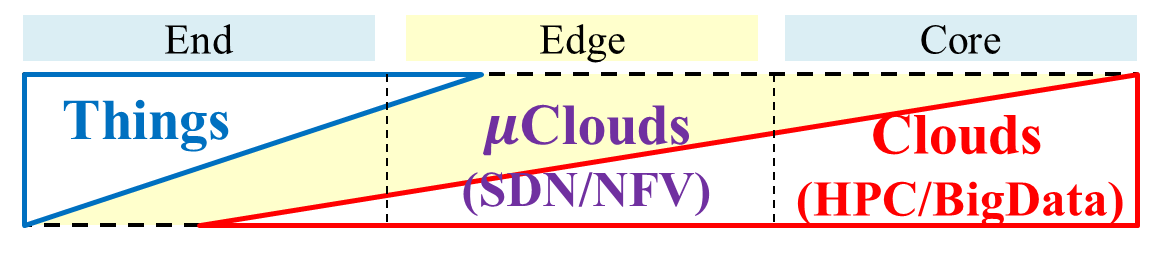 End Edge Core
Things
μClouds
(SDN/NFV)
Clouds
(HPC/BigData)